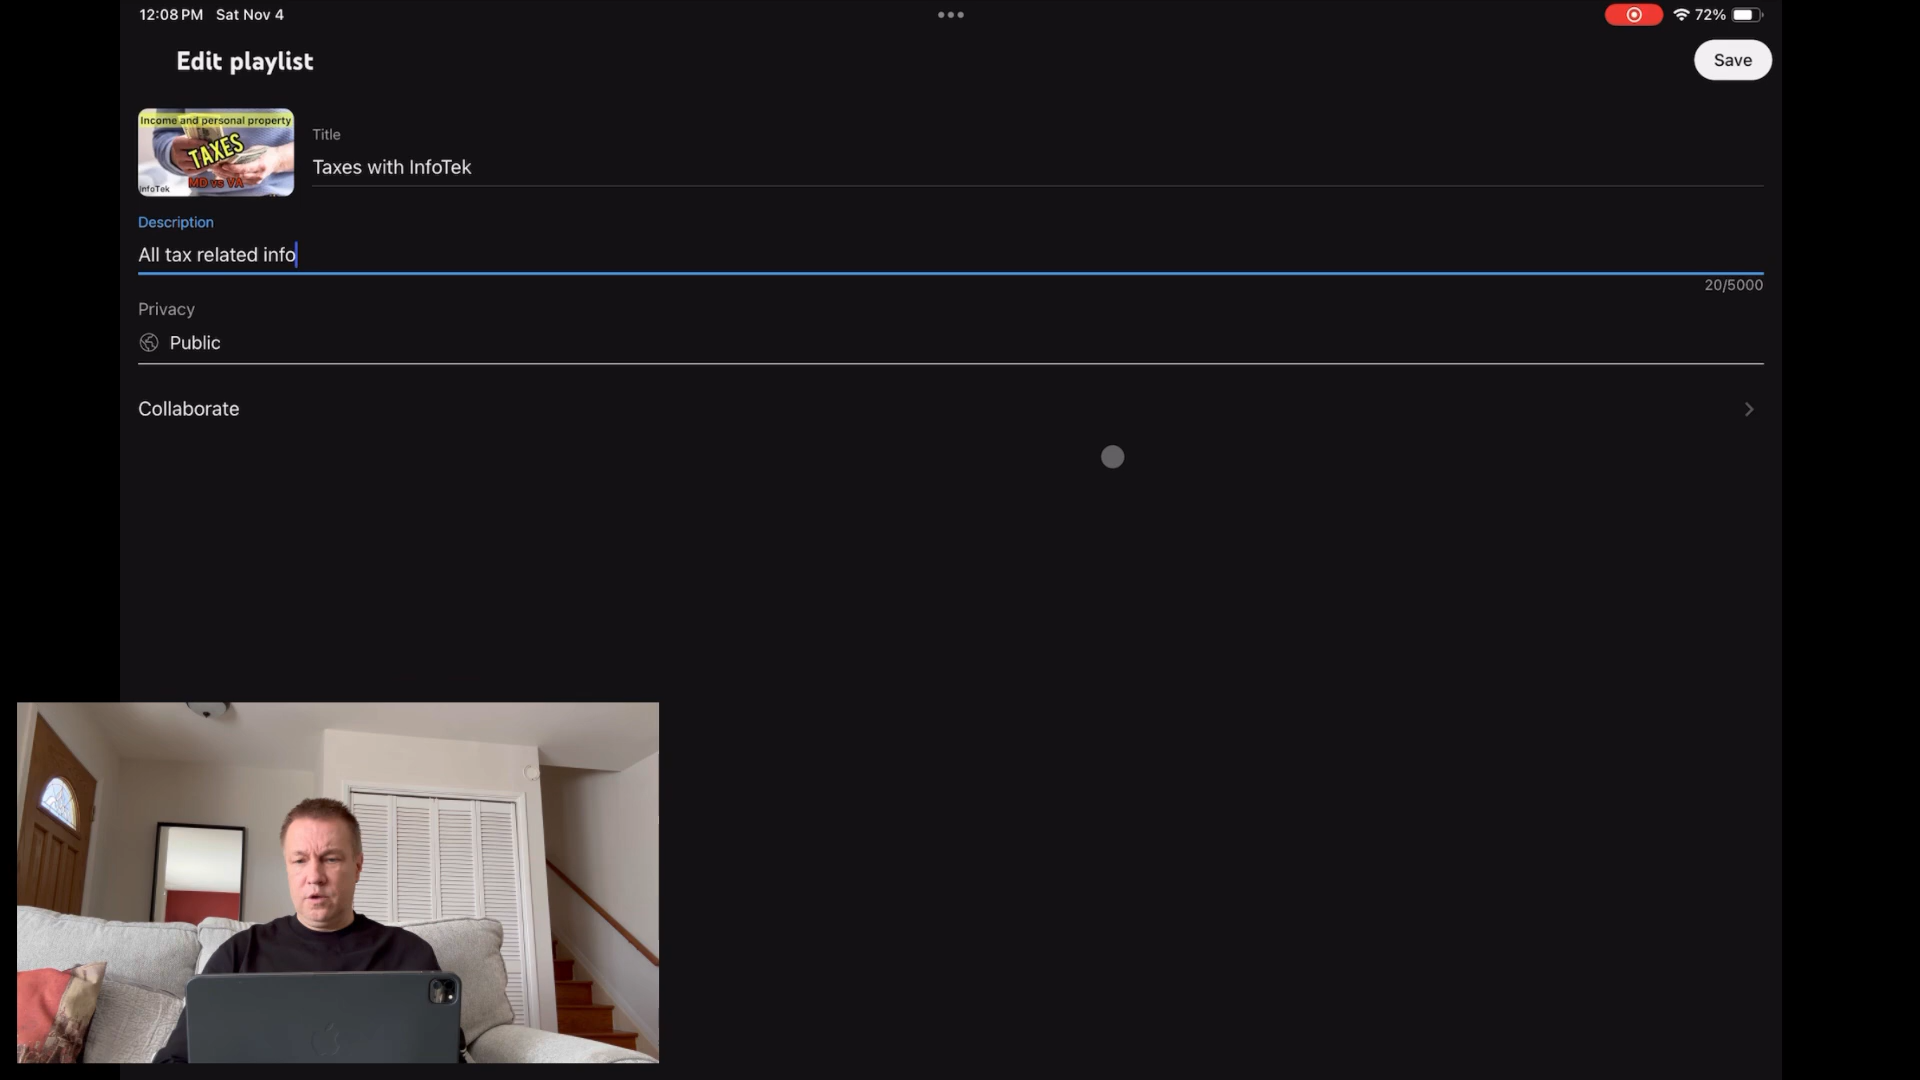 12:08 PM Sat Nov 4
72%
Edit playlist
Save
Income and personal property
TAXES
MD vs VA
InfoTek
Title
Taxes with InfoTek
Description
All tax related info
20/5000
Privacy
Public
Collaborate